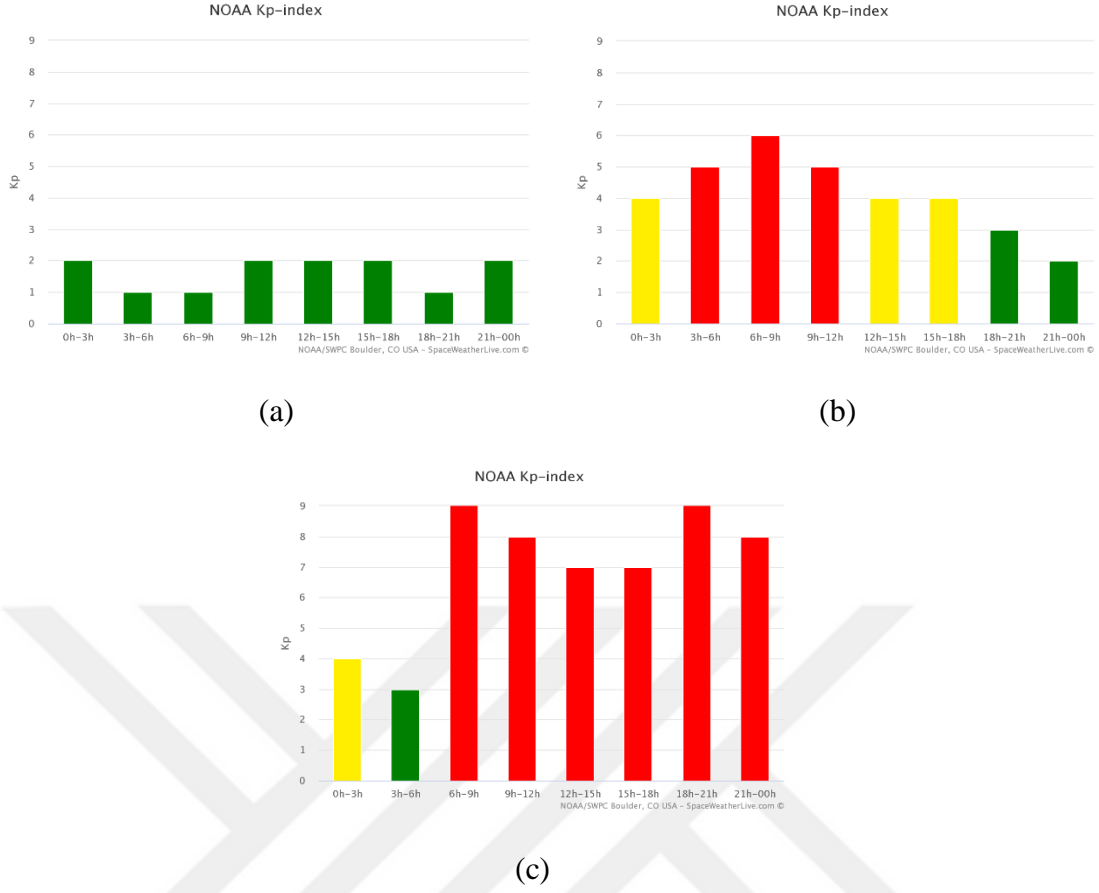 NOAA Kp-index
9
8
7
6
5
4
3
2
1
0
Kp
0h-3h 3h-6h 6h-9h 9h-12h 12h-15h 15h-18h 18h-21h 21h-00h
NOAA/SWPC Boulder, CO USA - SpaceWeatherLive.com ©
(a)
NOAA Kp-index
9
8
7
6
5
4
3
2
1
0
Kp
0h-3h 3h-6h 6h-9h 9h-12h 12h-15h 15h-18h 18h-21h 21h-00h
NOAA/SWPC Boulder, CO USA - SpaceWeatherLive.com ©
(b)
NOAA Kp-index
9
8
7
6
5
4
3
2
1
0
Kp
0h-3h 3h-6h 6h-9h 9h-12h 12h-15h 15h-18h 18h-21h 21h-00h
NOAA/SWPC Boulder, CO USA - SpaceWeatherLive.com ©
(c)